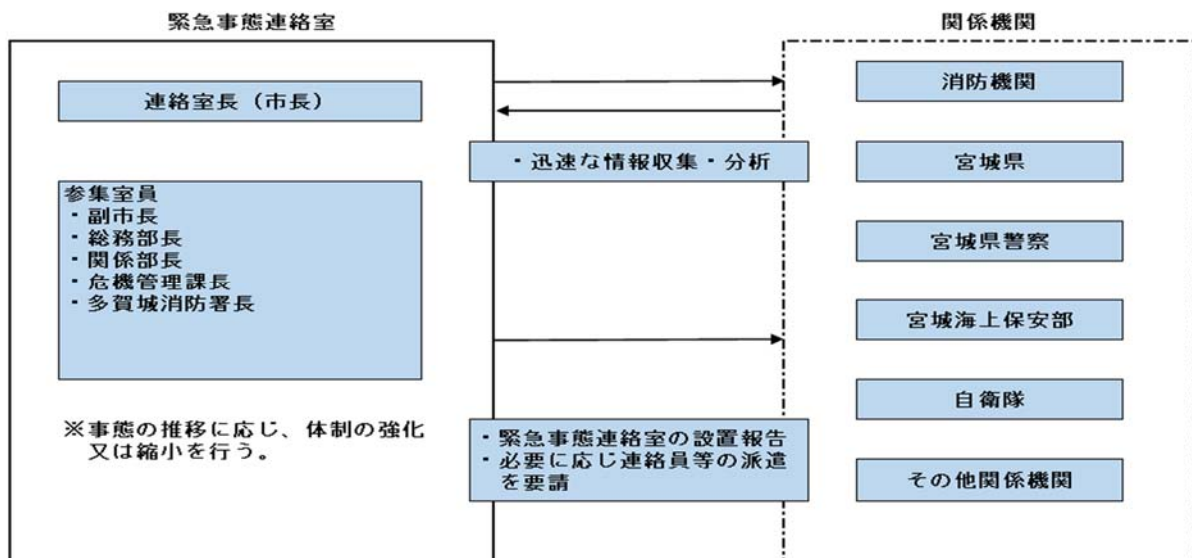 緊急事態連絡室
関係機関
連絡室長（市長）
参集室員
・副市長
・総務部長
・関係部長
・危機管理課長
・多賀城消防署長
※事態の推移に応じ、体制の強化
又は縮小を行う。
・迅速な情報収集・分析
・緊急事態連絡室の設置報告
・必要に応じ連絡員等の派遣
を要請
消防機関
宮城県
宮城県警察
宮城海上保安部
自衛隊
その他関係機関